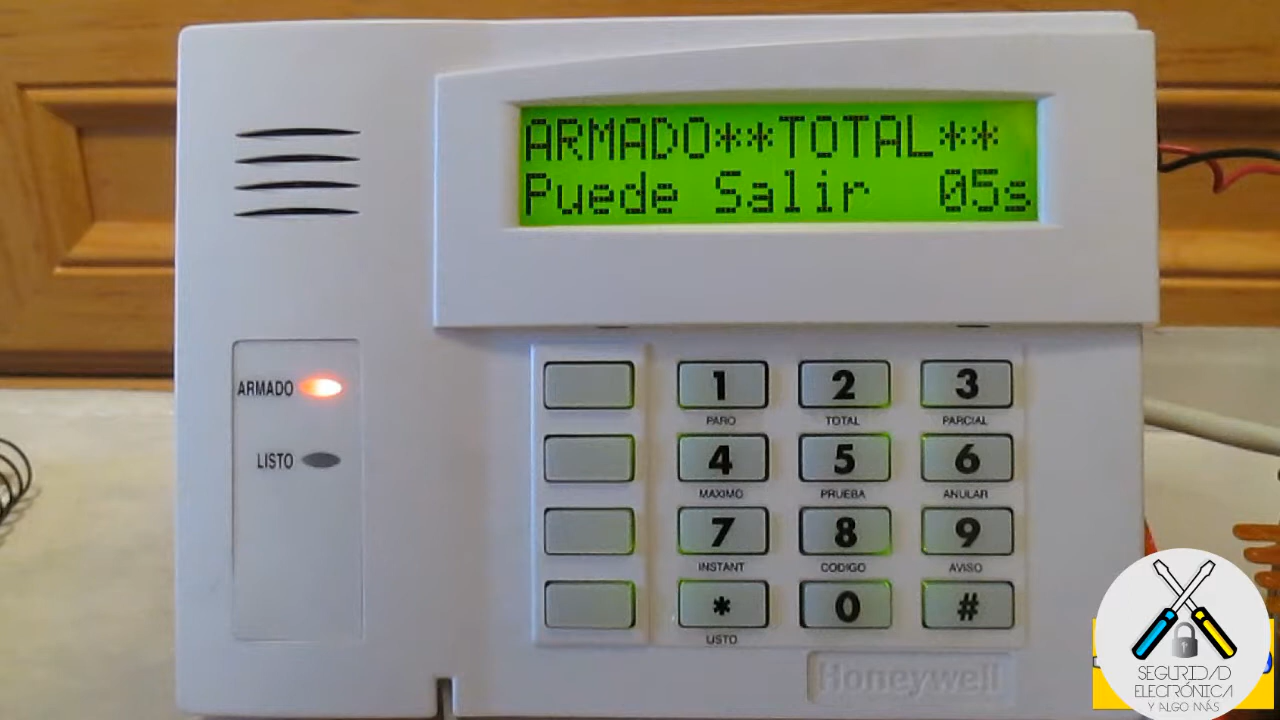 ARMADO**TOTAL**
Puede Salir 05s
ARMADO
LISTO
1 2 3
PARO TOTAL PARCIAL
4 5 6
MAXIMO PRUEBA ANULAR
7 8 9
INSTANT CODIGO AVISO
* 0 #
LISTO
Honeywell
SEGURIDAD
ELECTRÓNICA
Y ALGO MÁS